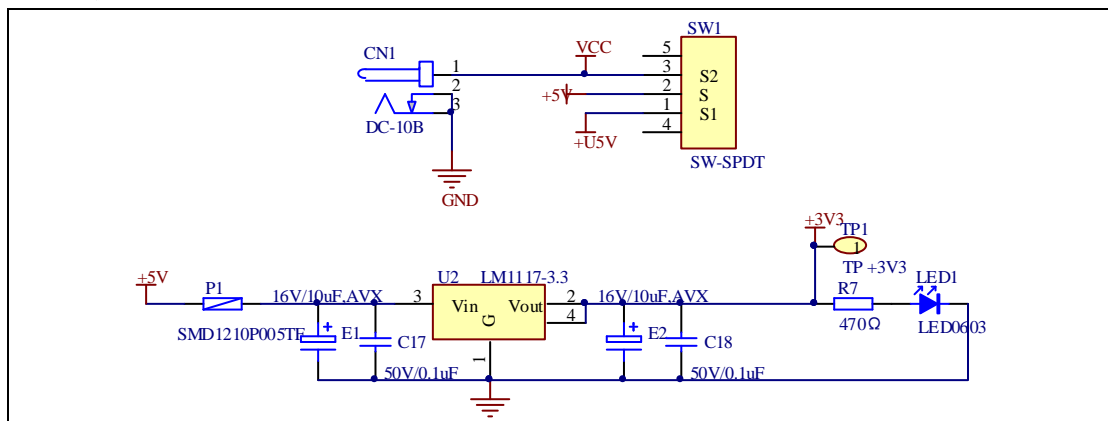 SW1
CN1
VCC
5
1
3
S2
2
+5V
2
S
3
1
S1
DC-10B
+U5V
4
SW-SPDT
GND
+3V3
TP1
1
+5V
P1
U2
LM1117-3.3
TP +3V3
LED1
16V/10uF,AVX
3
Vin
Vout
2
16V/10uF,AVX
R7
4
SMD1210P005TF
E1
C17
G
E2
C18
470Ω
LED0603
1
50V/0.1uF
50V/0.1uF